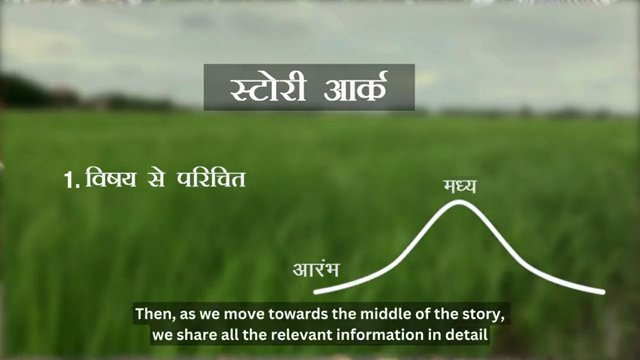 स्टोरी आर्क
1. विषय से परिचित
मध्य
आरंभ
Then, as we move towards the middle of the story,
we share all the relevant information in detail